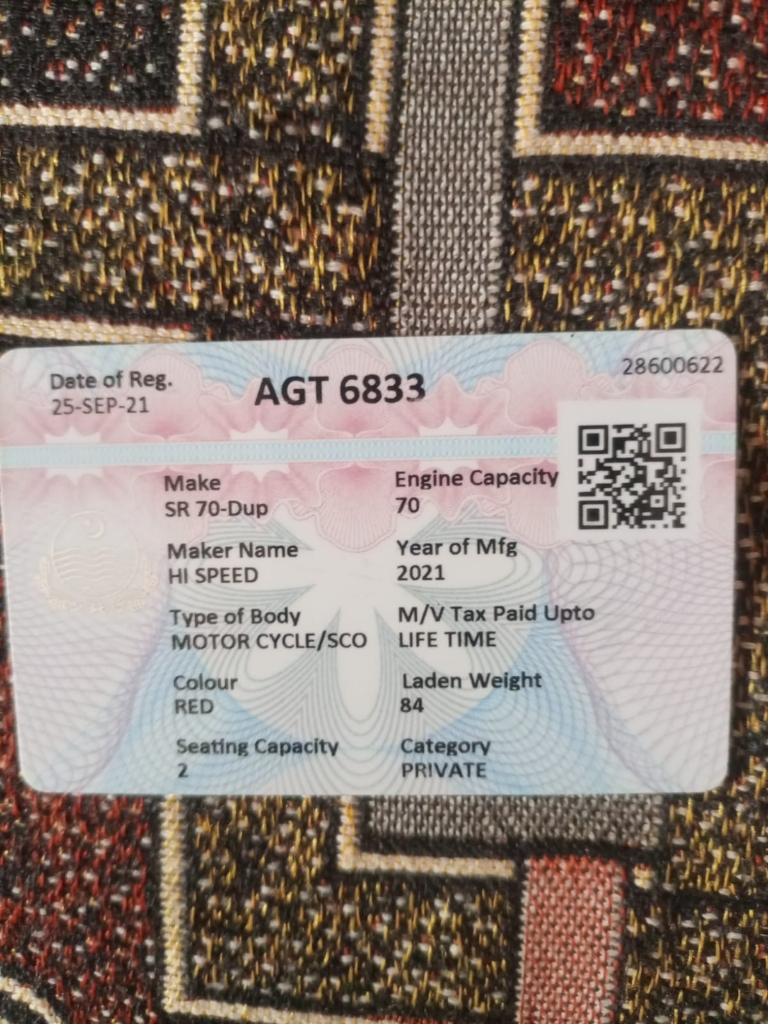 Date of Reg.
25-SEP-21
AGT 6833
28600622
Make
SR 70-Dup
Engine Capacity
70
Maker Name
HI SPEED
Year of Mfg
2021
Type of Body
MOTOR CYCLE/SCO
M/V Tax Paid Upto
LIFE TIME
Colour
RED
Laden Weight
84
Seating Capacity
2
Category
PRIVATE